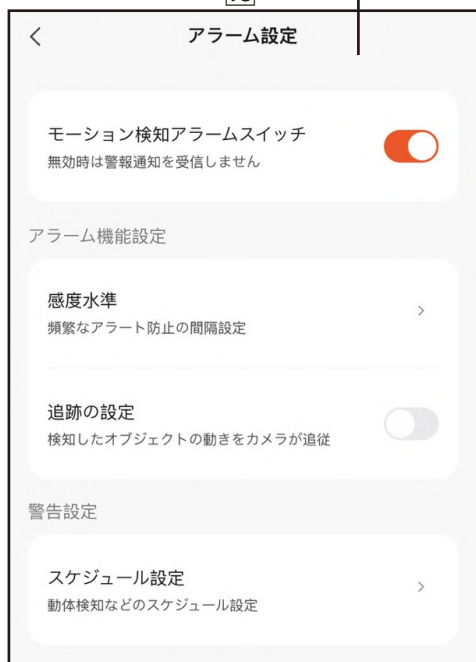 アラーム設定
モーション検知アラームスイッチ
無効時は警報通知を受信しません
アラーム機能設定
感度水準
頻繁なアラート防止の間隔設定
追跡の設定
検知したオブジェクトの動きをカメラが追従
警告設定
スケジュール設定
動体検知などのスケジュール設定